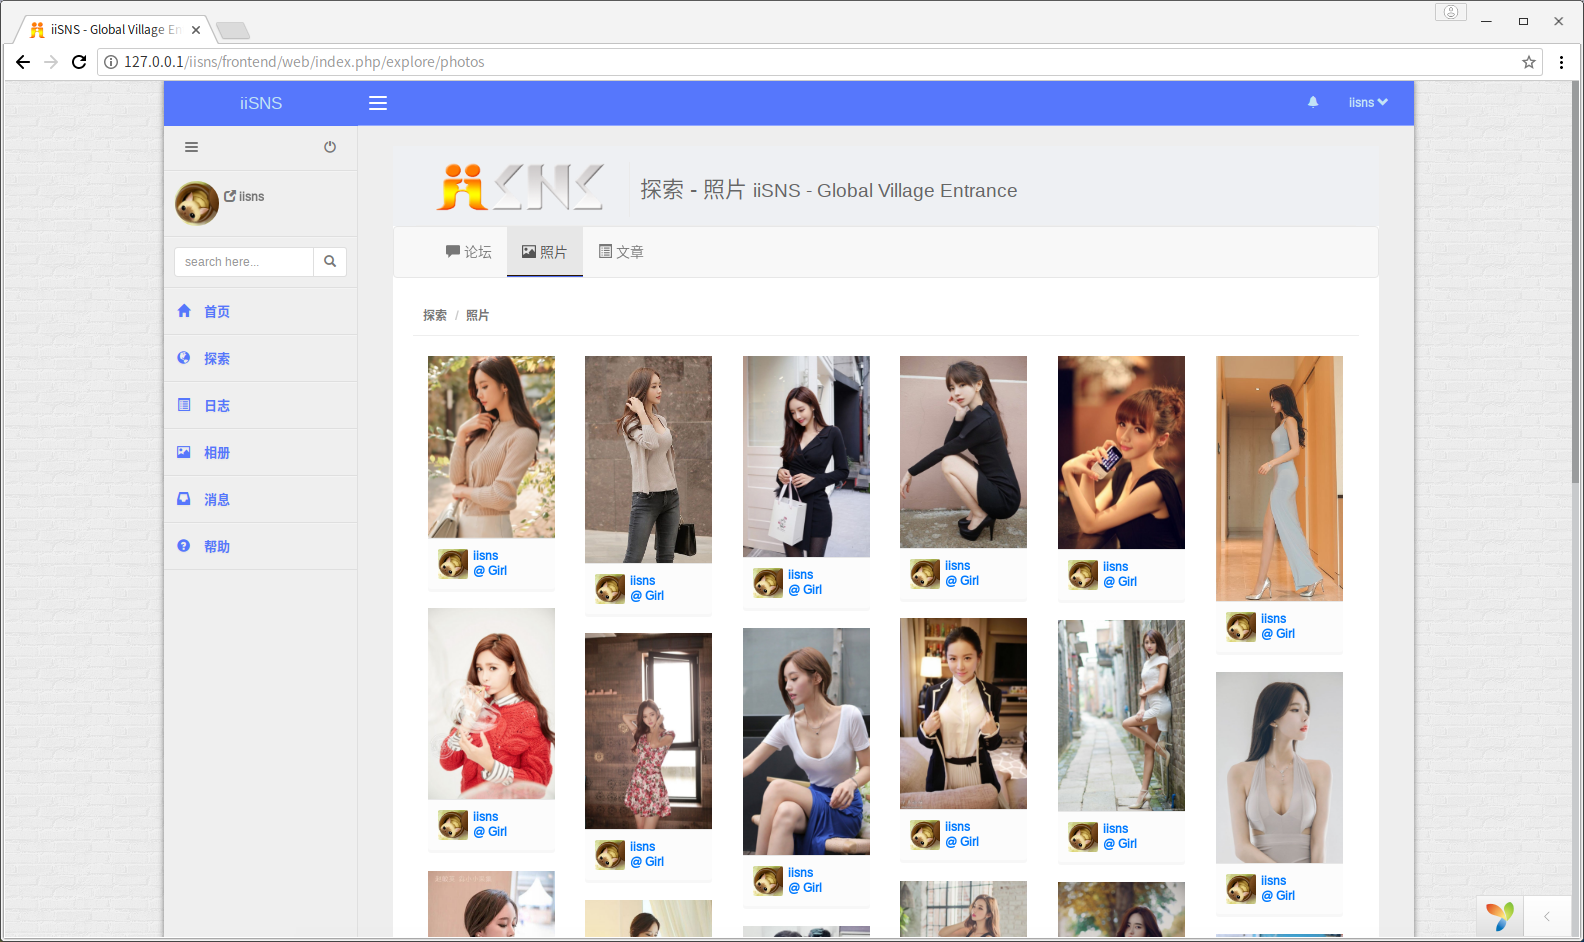 iiSNS - Global Village En
127.0.0.1/iisns/frontend/web/index.php/explore/photos
iiSNS
iisns
iisns
search here...
首页
探索
日志
相册
消息
帮助
iiSNS
探索 - 照片 iiSNS - Global Village Entrance
论坛 照片 文章
探索 / 照片
iisns
@ Girl
iisns
@ Girl
iisns
@ Girl
iisns
@ Girl
iisns
@ Girl
iisns
@ Girl
iisns
@ Girl
iisns
@ Girl
iisns
@ Girl
iisns
@ Girl
iisns
@ Girl
iisns
@ Girl